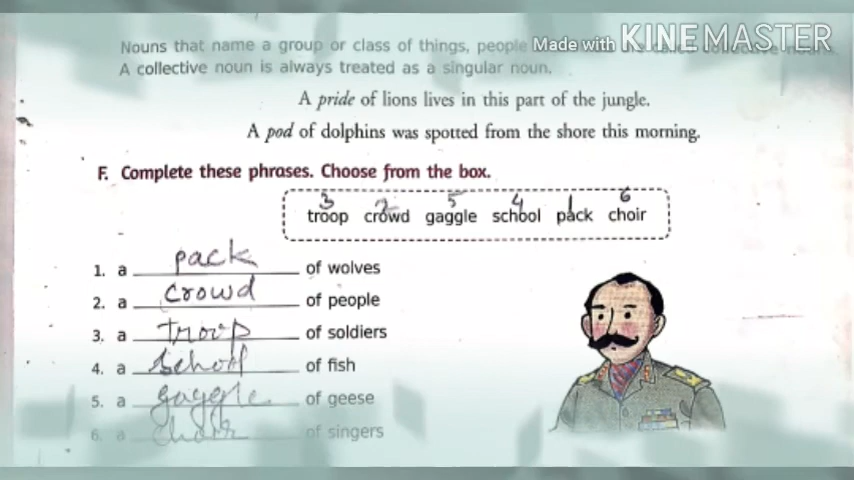 Made with KINEMASTER
Nouns that name a group or class of things, people
A collective noun is always treated as a singular noun.
A pride of lions lives in this part of the jungle.
A pod of dolphins was spotted from the shore this morning.
F. Complete these phrases. Choose from the box.
3 2 5 4 1 6
troop crowd gaggle school pack choir
1. a pack of wolves
2. a crowd of people
3. a troop of soldiers
4. a school of fish
5. a gaggle of geese
6. a choir of singers